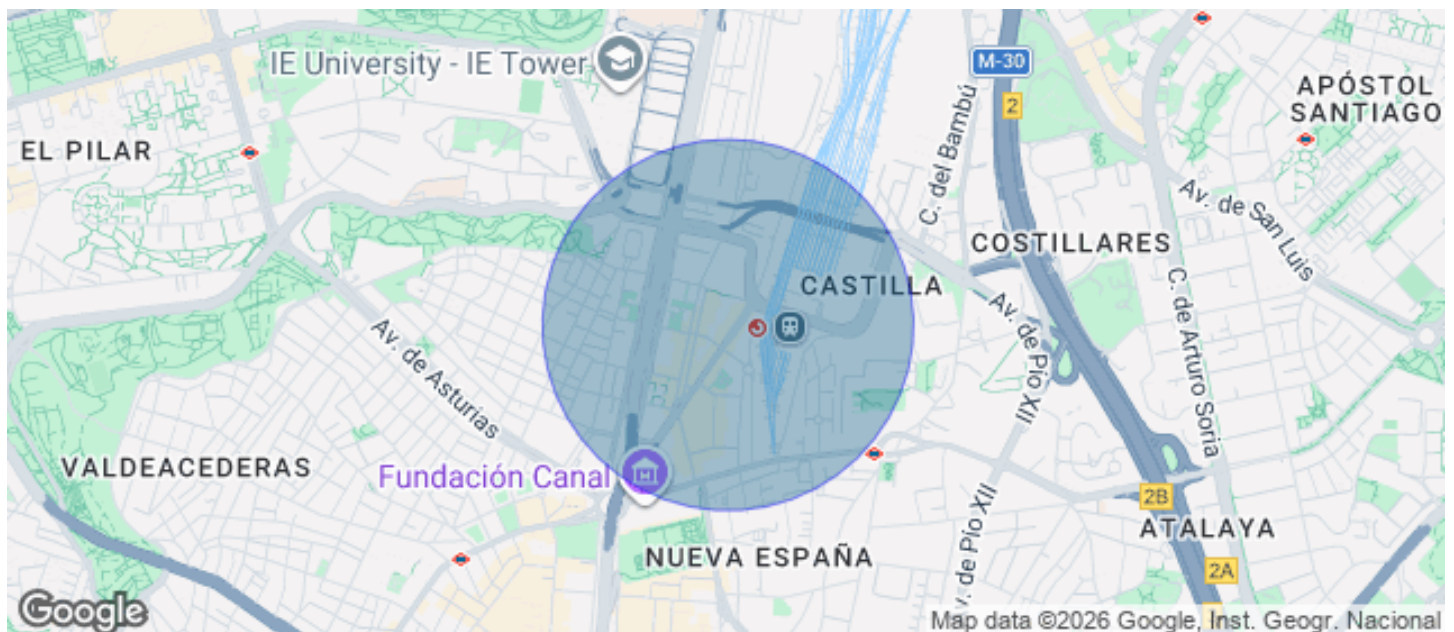 IE University - IE Tower
M-30
2
APÓSTOL
SANTIAGO
EL PILAR
C. del Bambú
Av. de San Luis
COSTILLARES
CASTILLA
Av. de Pío XII
C. de Arturo Soria
Av. de Asturias
VALDEACEDERAS
Fundación Canal
2B
ATALAYA
NUEVA ESPAÑA
v. de Pío XII
2A
Google
Map data ©2026 Google, Inst. Geogr. Nacional